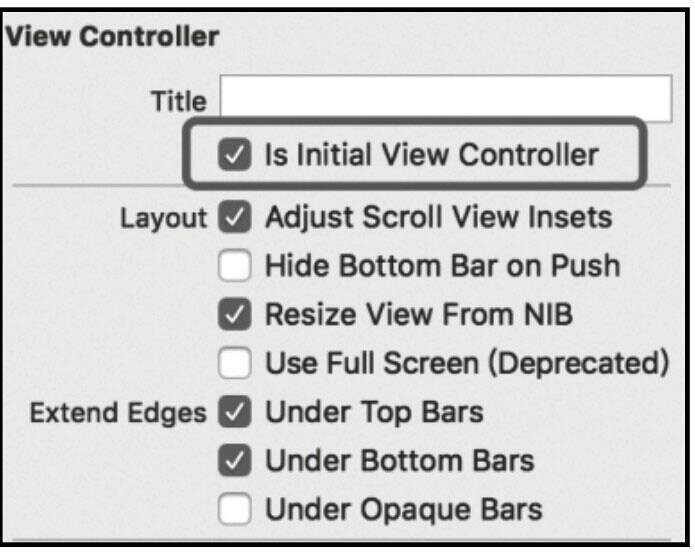 View Controller
Title
Is Initial View Controller
Layout Adjust Scroll View Insets
Hide Bottom Bar on Push
Resize View From NIB
Use Full Screen (Deprecated)
Extend Edges Under Top Bars
Under Bottom Bars
Under Opaque Bars